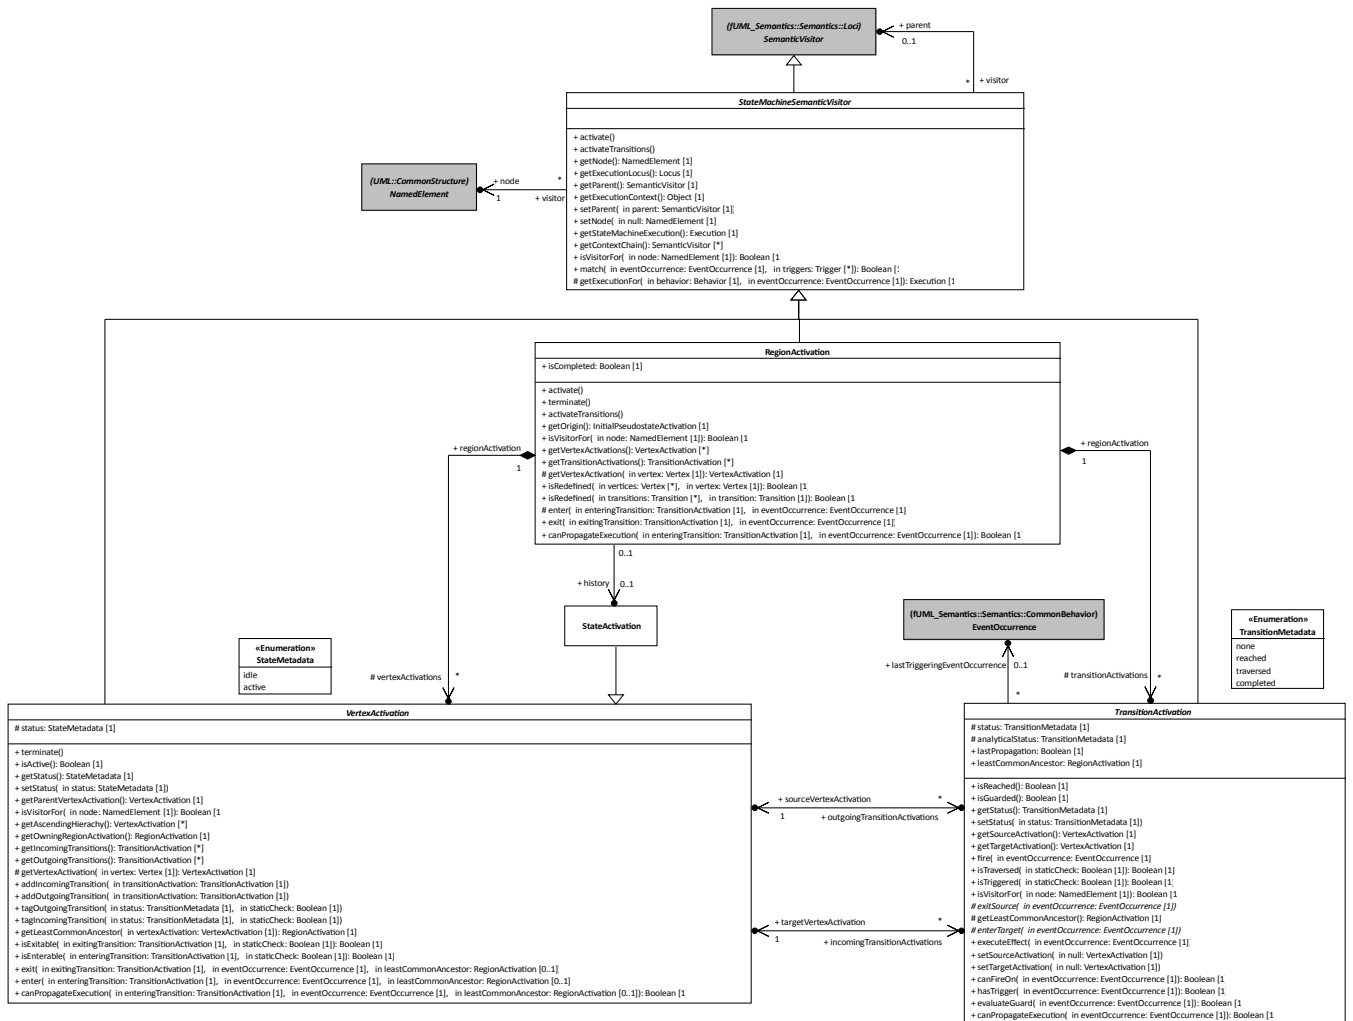 (fUML_Semantics::Semantics::Loci)
SemanticVisitor
+ parent
0..1
*
+ visitor
StateMachineSemanticVisitor
+ activate()
+ activateTransitions()
+ getNode(): NamedElement [1]
+ getExecutionLocus(): Locus [1]
+ getParent(): SemanticVisitor [1]
+ getExecutionContext(): Object [1]
+ setParent( in parent: SemanticVisitor [1]
+ setNode( in null: NamedElement [1]
+ getStateMachineExecution(): Execution [1]
+ getContextChain(): SemanticVisitor [*]
+ isVisitorFor( in node: NamedElement [1]): Boolean [1
+ match( in eventOccurrence: EventOccurrence [1], in triggers: Trigger [*]): Boolean [
# getExecutionFor( in behavior: Behavior [1], in eventOccurrence: EventOccurrence [1]): Execution [1
(UML::CommonStructure)
NamedElement
+ node
*
1
+ visitor
RegionActivation
+ isCompleted: Boolean [1]
+ activate()
+ terminate()
+ activateTransitions()
+ getOrigin(): InitialPseudostateActivation [1]
+ isVisitorFor( in node: NamedElement [1]): Boolean [1
+ getVertexActivations(): VertexActivation [*]
+ getTransitionActivations(): TransitionActivation [*]
# getVertexActivation( in vertex: Vertex [1]): VertexActivation [1]
+ isRedefined( in vertices: Vertex [*], in vertex: Vertex [1]): Boolean [1
+ isRedefined( in transitions: Transition [*], in transition: Transition [1]): Boolean [1
# enter( in enteringTransition: TransitionActivation [1], in eventOccurrence: EventOccurrence [1]
+ exit( in exitingTransition: TransitionActivation [1], in eventOccurrence: EventOccurrence [1]
+ canPropagateExecution( in enteringTransition: TransitionActivation [1], in eventOccurrence: EventOccurrence [1]): Boolean [1
+ regionActivation
1
+ regionActivation
1
0..1
+ history
0..1
StateActivation
(fUML_Semantics::Semantics::CommonBehavior)
EventOccurrence
+ lastTriggeringEventOccurrence
0..1
*
«Enumeration»
StateMetadata
idle
active
«Enumeration»
TransitionMetadata
none
reached
traversed
completed
# vertexActivations
*
# transitionActivations
*
VertexActivation
# status: StateMetadata [1]
+ terminate()
+ isActive(): Boolean [1]
+ getStatus(): StateMetadata [1]
+ setStatus( in status: StateMetadata [1])
+ getParentVertexActivation(): VertexActivation [1]
+ isVisitorFor( in node: NamedElement [1]): Boolean [1
+ getAscendingHierachy(): VertexActivation [*]
+ getOwningRegionActivation(): RegionActivation [1]
+ getIncomingTransitions(): TransitionActivation [*]
+ getOutgoingTransitions(): TransitionActivation [*]
# getVertexActivation( in vertex: Vertex [1]): VertexActivation [1]
+ addIncomingTransition( in transitionActivation: TransitionActivation [1])
+ addOutgoingTransition( in transitionActivation: TransitionActivation [1])
+ tagOutgoingTransition( in status: TransitionMetadata [1], in staticCheck: Boolean [1])
+ tagIncomingTransition( in status: TransitionMetadata [1], in staticCheck: Boolean [1])
+ getLeastCommonAncestor( in vertexActivation: VertexActivation [1]): RegionActivation [1]
+ isExitable( in exitingTransition: TransitionActivation [1], in staticCheck: Boolean [1]): Boolean [1]
+ isEnterable( in enteringTransition: TransitionActivation [1], in staticCheck: Boolean [1]): Boolean [1]
+ exit( in exitingTransition: TransitionActivation [1], in eventOccurrence: EventOccurrence [1], in leastCommonAncestor: RegionActivation [0..1])
+ enter( in enteringTransition: TransitionActivation [1], in eventOccurrence: EventOccurrence [1], in leastCommonAncestor: RegionActivation [0..1]
+ canPropagateExecution( in enteringTransition: TransitionActivation [1], in eventOccurrence: EventOccurrence [1], in leastCommonAncestor: RegionActivation [0..1]): Boolean [1
+ sourceVertexActivation
*
1
+ outgoingTransitionActivations
+ targetVertexActivation
*
1
+ incomingTransitionActivations
TransitionActivation
# status: TransitionMetadata [1]
# analyticalStatus: TransitionMetadata [1]
+ lastPropagation: Boolean [1]
+ leastCommonAncestor: RegionActivation [1]
+ isReached(): Boolean [1]
+ isGuarded(): Boolean [1]
+ getStatus(): TransitionMetadata [1]
+ setStatus( in status: TransitionMetadata [1])
+ getSourceActivation(): VertexActivation [1]
+ getTargetActivation(): VertexActivation [1]
+ fire( in eventOccurrence: EventOccurrence [1]
+ isTraversed( in staticCheck: Boolean [1]): Boolean [1]
+ isTriggered( in staticCheck: Boolean [1]): Boolean [1
+ isVisitorFor( in node: NamedElement [1]): Boolean [1
# exitSource( in eventOccurrence: EventOccurrence [1])
# getLeastCommonAncestor(): RegionActivation [1]
# enterTarget( in eventOccurrence: EventOccurrence [1])
+ executeEffect( in eventOccurrence: EventOccurrence [1]
+ setSourceActivation( in null: VertexActivation [1])
+ setTargetActivation( in null: VertexActivation [1])
+ canFireOn( in eventOccurrence: EventOccurrence [1]): Boolean [1
+ hasTrigger( in eventOccurrence: EventOccurrence [1]): Boolean [1
+ evaluateGuard( in eventOccurrence: EventOccurrence [1]): Boolean [1
+ canPropagateExecution( in eventOccurrence: EventOccurrence [1]): Boolean [1